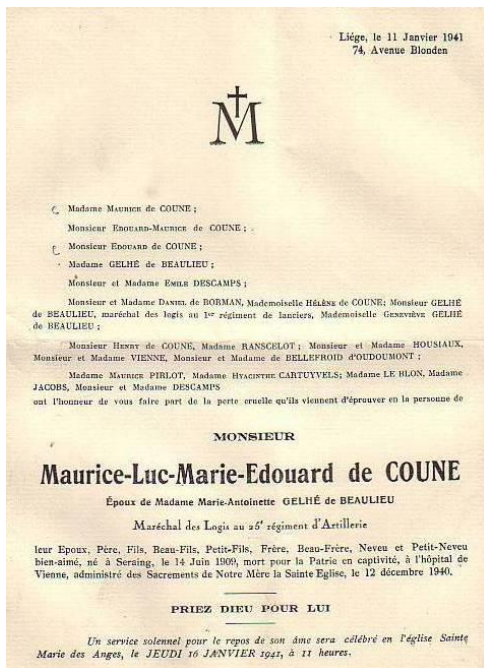 Liége, le 11 Janvier 1941
74, Avenue Blonden
M
Madame MAURICE de COUNE ;
Monsieur EDOUARD-MAURICE de COUNE ;
Monsieur EDOUARD de COUNE ;
Madame GELHÉ de BEAULIEU ;
Monsieur et Madame EMILE DESCAMPS ;
Monsieur et Madame DANIEL de BORMAN, Mademoiselle HÉLÈNE de COUNE; Monsieur GELHÉ
de BEAULIEU, maréchal des logis au 1er régiment de lanciers, Mademoiselle GENEVIÈVE GELHÉ
de BEAULIEU ;
Monsieur HENRY de COUNE, Madame RANSCELOT ; Monsieur et Madame HOUSIAUX,
Monsieur et Madame VIENNE, Monsieur et Madame de BELLEFROID d'OUDOUMONT ;
Madame MAURICE PIRLOT, Madame HYACINTHE CARTUYVELS; Madame LE BLON, Madame
JACOBS, Monsieur et Madame DESCAMPS
ont l'honneur de vous faire part de la perte cruelle qu'ils viennent d'éprouver en la personne de
MONSIEUR
Maurice-Luc-Marie-Edouard de COUNE
Époux de Madame Marie-Antoinette GELHÉ de BEAULIEU
Maréchal des Logis au 25e régiment d'Artillerie
leur Epoux, Père, Fils, Beau-Fils, Petit-Fils, Frère, Beau-Frère, Neveu et Petit-Neveu
bien-aimé, né à Seraing, le 14 Juin 1909, mort pour la Patrie en captivité, à l'hôpital de
Vienne, administré des Sacrements de Notre Mère la Sainte Eglise, le 12 décembre 1940.
PRIEZ DIEU POUR LUI
Un service solennel pour le repos de son âme sera célébré en l'église Sainte
Marie des Anges, le JEUDI 16 JANVIER 1941, à 11 heures.